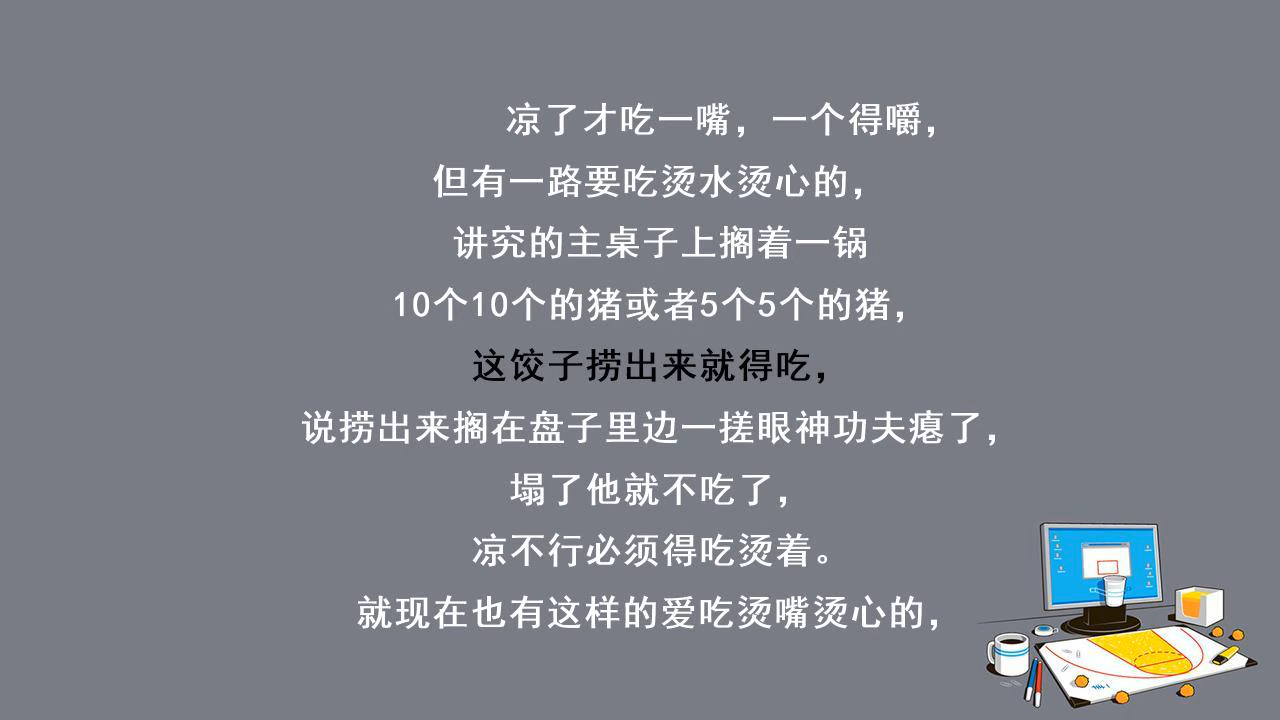 凉了才吃一嘴，一个得嚼，
但有一路要吃烫水烫心的，
讲究的主桌子上搁着一锅
10个10个的猪或者5个5个的猪，
这饺子捞出来就得吃，
说捞出来搁在盘子里边一搓眼神功夫瘪了，
塌了他就不吃了，
凉不行必须得吃烫着。
就现在也有这样的爱吃烫嘴烫心的，